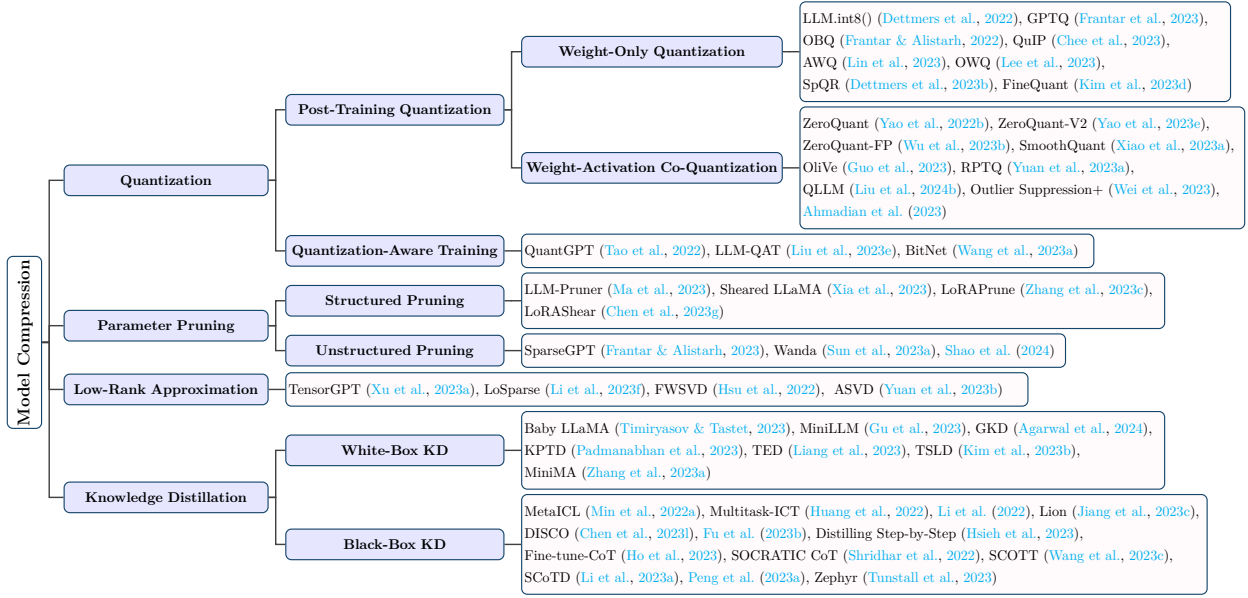 Model Compression
Quantization
Post-Training Quantization
Weight-Only Quantization
LLM.int8() (Dettmers et al., 2022), GPTQ (Frantar et al., 2023),
OBQ (Frantar & Alistarh, 2022), QuIP (Chee et al., 2023),
AWQ (Lin et al., 2023), OWQ (Lee et al., 2023),
SpQR (Dettmers et al., 2023b), FineQuant (Kim et al., 2023d)
Weight-Activation Co-Quantization
ZeroQuant (Yao et al., 2022b), ZeroQuant-V2 (Yao et al., 2023e),
ZeroQuant-FP (Wu et al., 2023b), SmoothQuant (Xiao et al., 2023a),
OliVe (Guo et al., 2023), RPTQ (Yuan et al., 2023a),
QLLM (Liu et al., 2024b), Outlier Suppression+ (Wei et al., 2023),
Ahmadian et al. (2023)
Quantization-Aware Training
QuantGPT (Tao et al., 2022), LLM-QAT (Liu et al., 2023e), BitNet (Wang et al., 2023a)
Parameter Pruning
Structured Pruning
LLM-Pruner (Ma et al., 2023), Sheared LLaMA (Xia et al., 2023), LoRAPrune (Zhang et al., 2023c),
LoRAShear (Chen et al., 2023g)
Unstructured Pruning
SparseGPT (Frantar & Alistarh, 2023), Wanda (Sun et al., 2023a), Shao et al. (2024)
Low-Rank Approximation
TensorGPT (Xu et al., 2023a), LoSparse (Li et al., 2023f), FWSVD (Hsu et al., 2022), ASVD (Yuan et al., 2023b)
Knowledge Distillation
White-Box KD
Baby LLaMA (Timiryasov & Tastet, 2023), MiniLLM (Gu et al., 2023), GKD (Agarwal et al., 2024),
KPTD (Padmanabhan et al., 2023), TED (Liang et al., 2023), TSLD (Kim et al., 2023b),
MiniMA (Zhang et al., 2023a)
Black-Box KD
MetaICL (Min et al., 2022a), Multitask-ICT (Huang et al., 2022), Li et al. (2022), Lion (Jiang et al., 2023c),
DISCO (Chen et al., 2023l), Fu et al. (2023b), Distilling Step-by-Step (Hsieh et al., 2023),
Fine-tune-CoT (Ho et al., 2023), SOCRATIC CoT (Shridhar et al., 2022), SCOTT (Wang et al., 2023c),
SCoTD (Li et al., 2023a), Peng et al. (2023a), Zephyr (Tunstall et al., 2023)